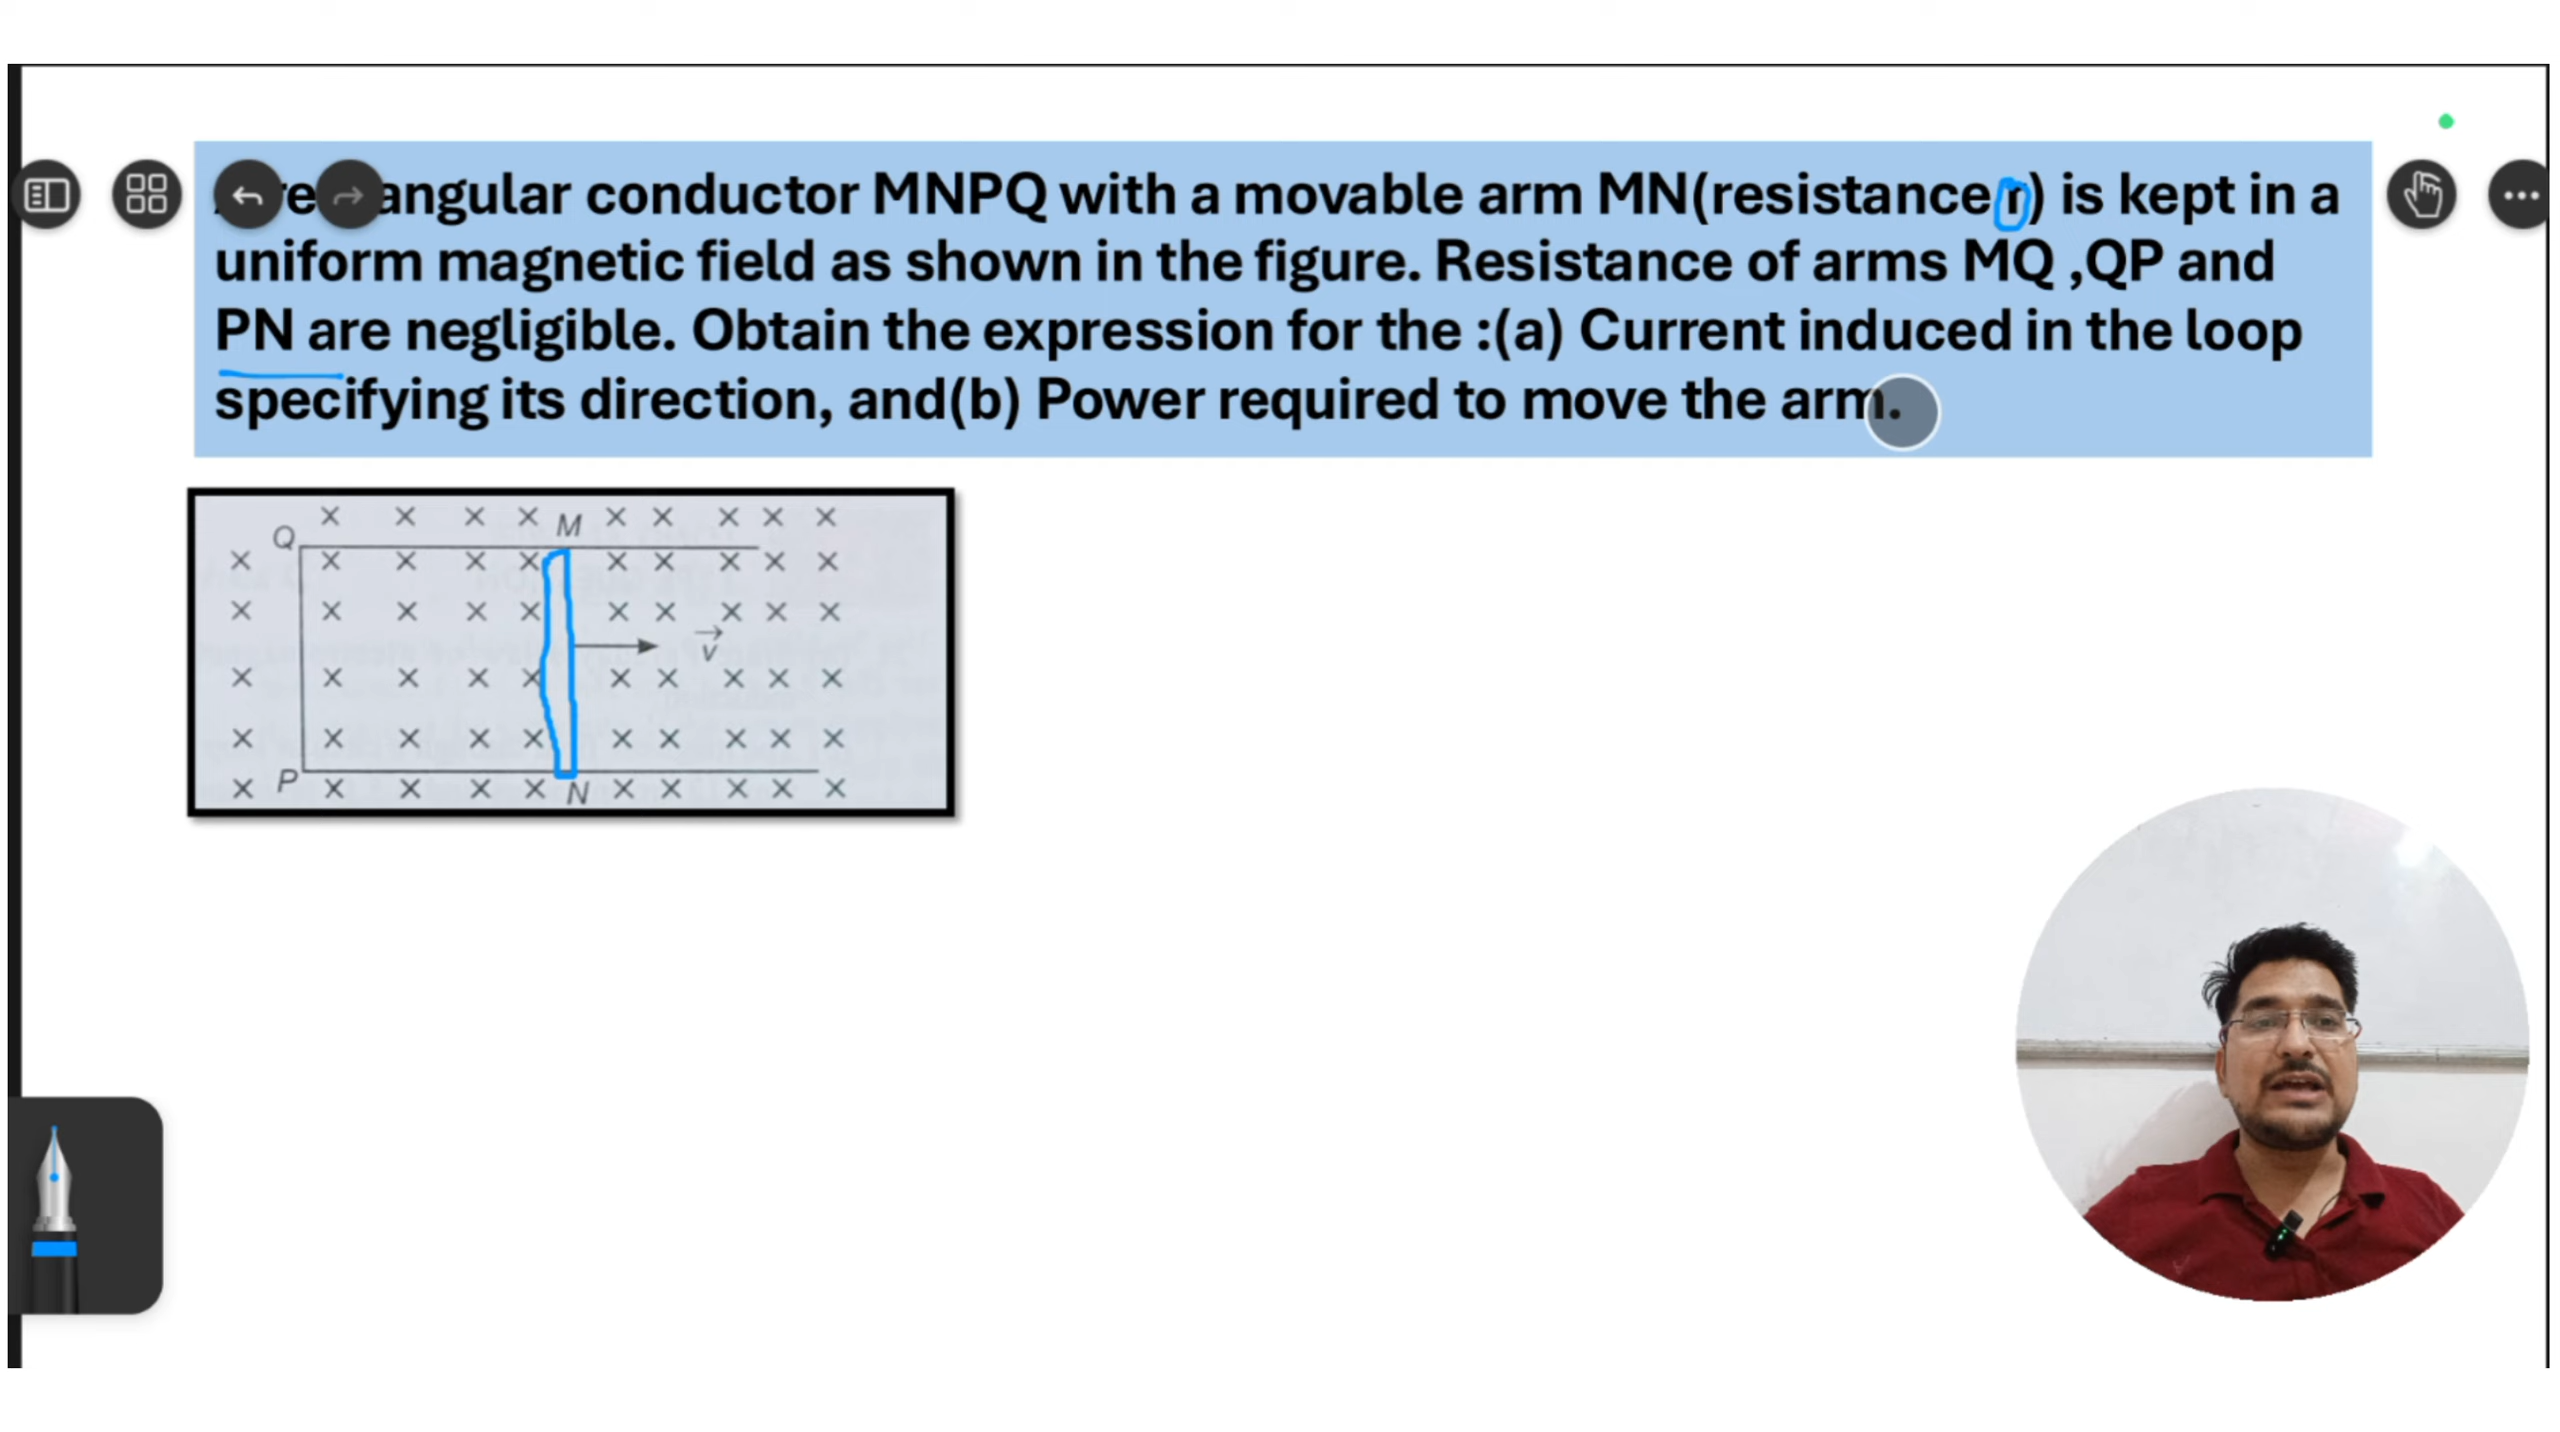 angular conductor MNPQ with a movable arm MN(resistance r) is kept in a
uniform magnetic field as shown in the figure. Resistance of arms MQ ,QP and
PN are negligible. Obtain the expression for the :(a) Current induced in the loop
specifying its direction, and(b) Power required to move the arm.
Q M
v
P N